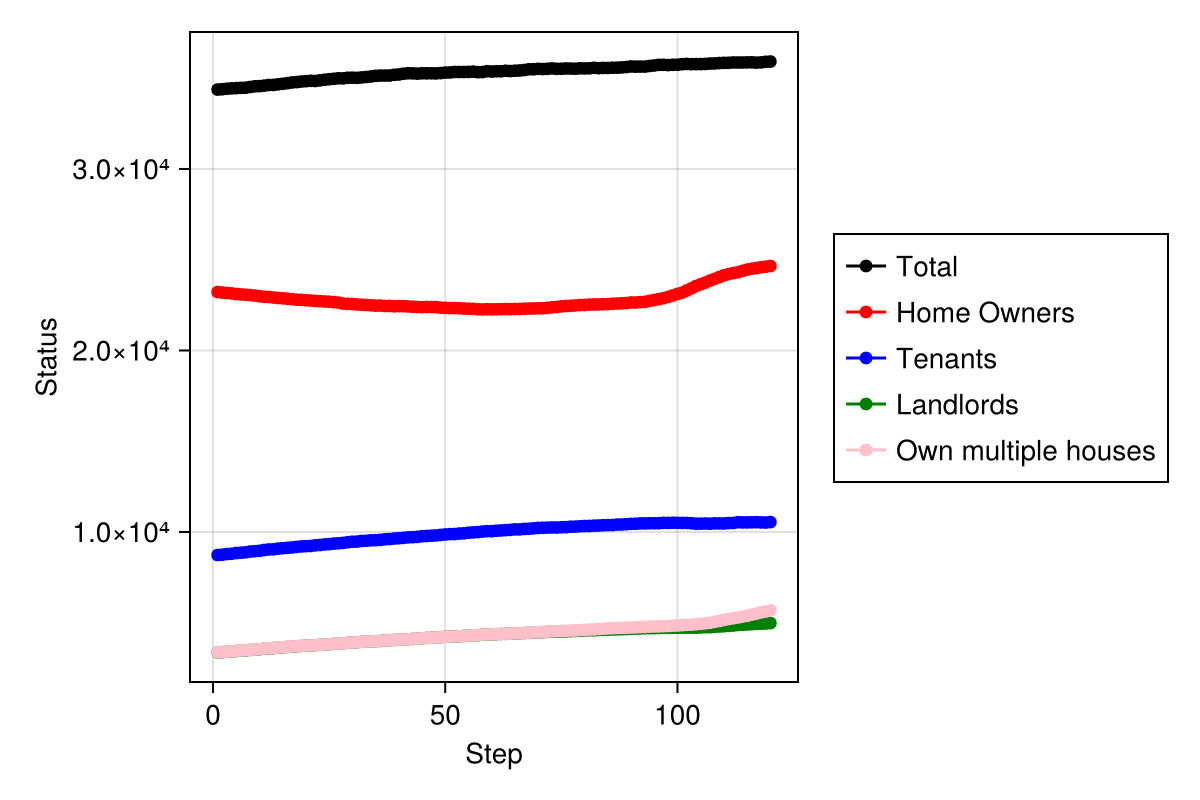 3.0×10⁴
2.0×10⁴
1.0×10⁴
Status
0 50 100
Step
Total
Home Owners
Tenants
Landlords
Own multiple houses